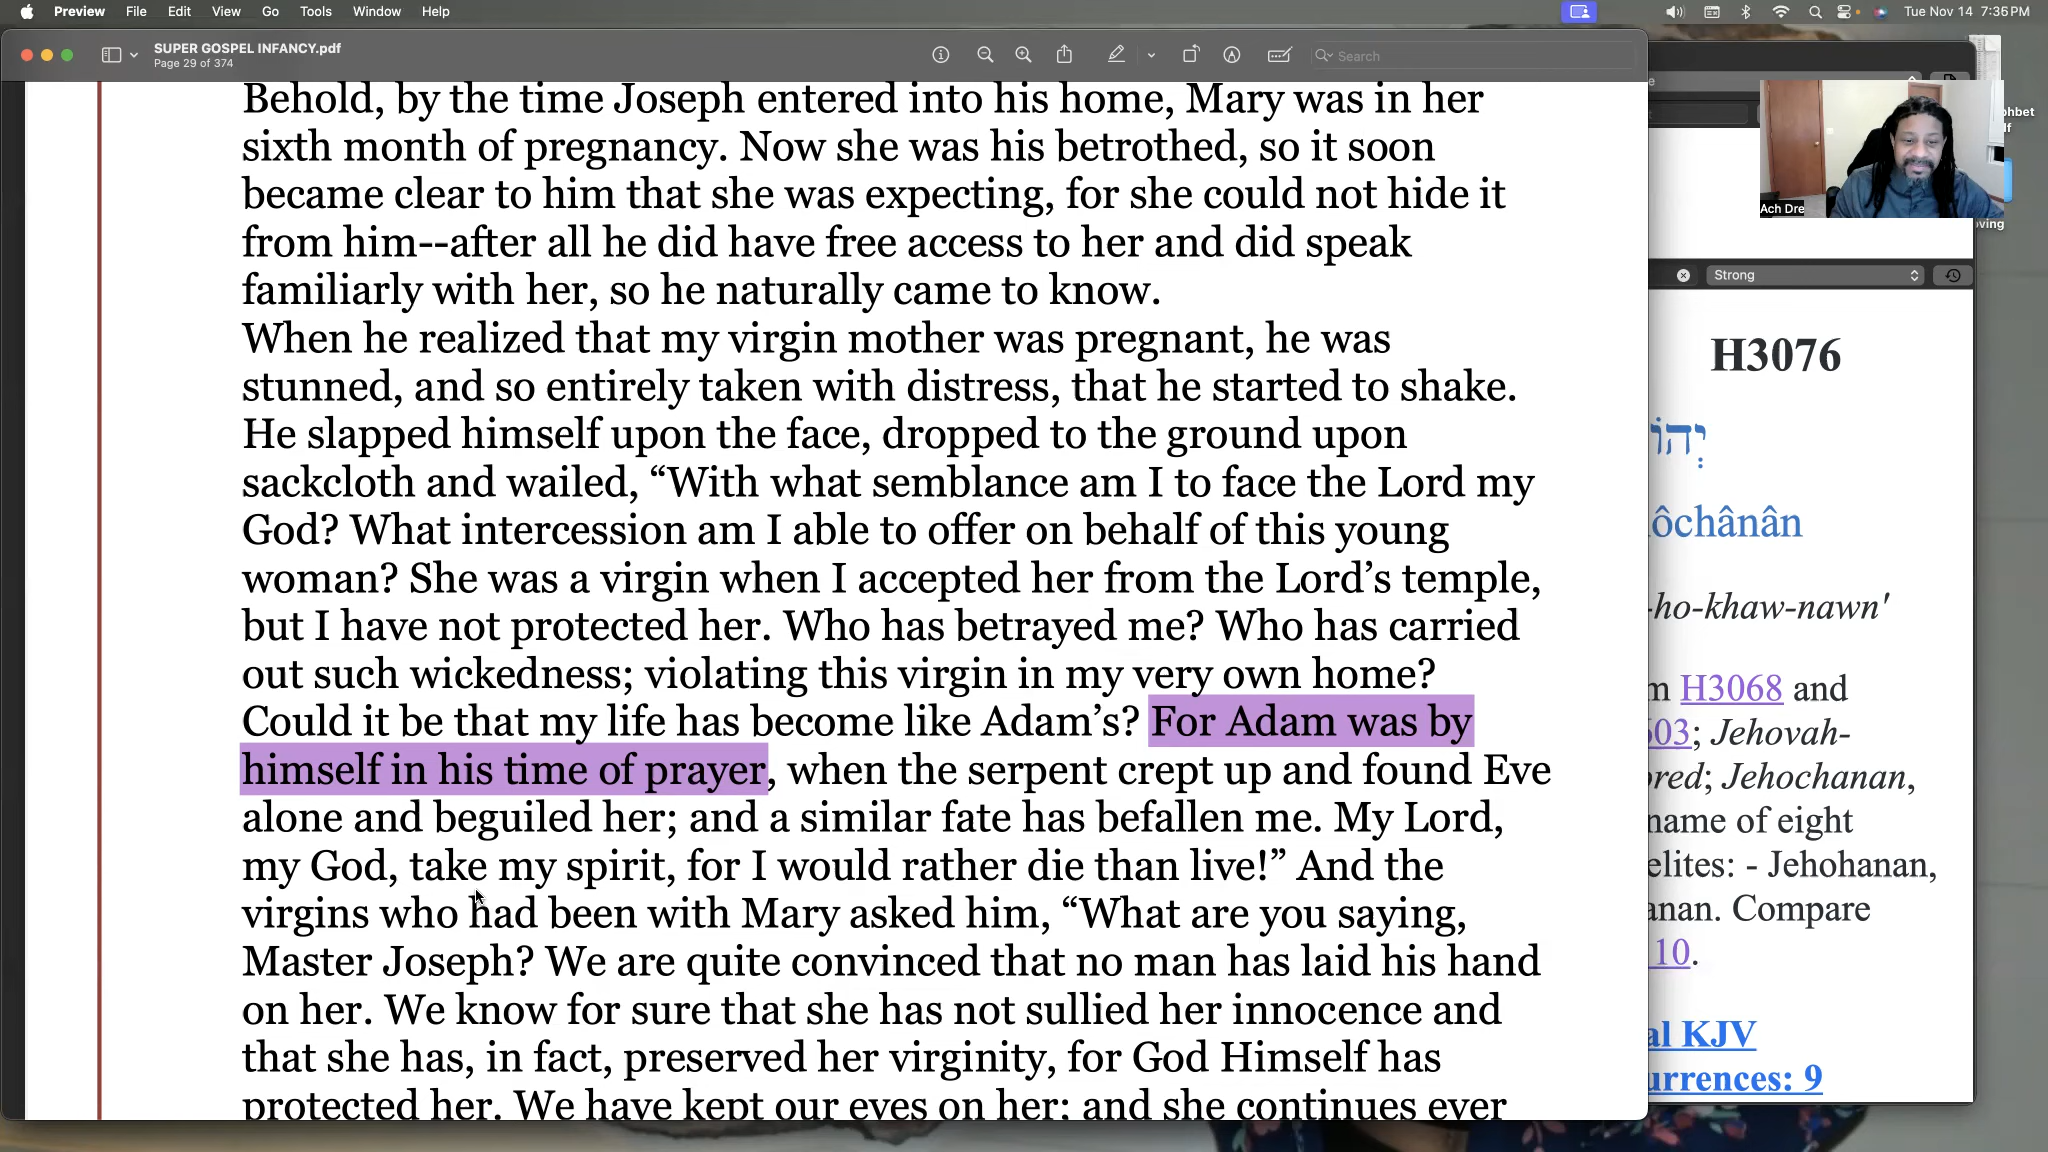 Preview File Edit View Go Tools Window Help
Tue Nov 14 7:36 PM
SUPER GOSPEL INFANCY.pdf
Page 29 of 374
Search
Behold, by the time Joseph entered into his home, Mary was in her
sixth month of pregnancy. Now she was his betrothed, so it soon
became clear to him that she was expecting, for she could not hide it
from him--after all he did have free access to her and did speak
familiarly with her, so he naturally came to know.
When he realized that my virgin mother was pregnant, he was
stunned, and so entirely taken with distress, that he started to shake.
He slapped himself upon the face, dropped to the ground upon
sackcloth and wailed, “With what semblance am I to face the Lord my
God? What intercession am I able to offer on behalf of this young
woman? She was a virgin when I accepted her from the Lord’s temple,
but I have not protected her. Who has betrayed me? Who has carried
out such wickedness; violating this virgin in my very own home?
Could it be that my life has become like Adam’s? For Adam was by
himself in his time of prayer, when the serpent crept up and found Eve
alone and beguiled her; and a similar fate has befallen me. My Lord,
my God, take my spirit, for I would rather die than live!” And the
virgins who had been with Mary asked him, “What are you saying,
Master Joseph? We are quite convinced that no man has laid his hand
on her. We know for sure that she has not sullied her innocence and
that she has, in fact, preserved her virginity, for God Himself has
protected her. We have kept our eyes on her; and she continues ever
Ach Dre
phbet
lf
oving
Strong
H3076
יְהוֹ
ôchânân
-ho-khaw-nawn'
m H3068 and
603; Jehovah-
ored; Jehochanan,
name of eight
elites: - Jehohanan,
anan. Compare
10.
al KJV
urrences: 9